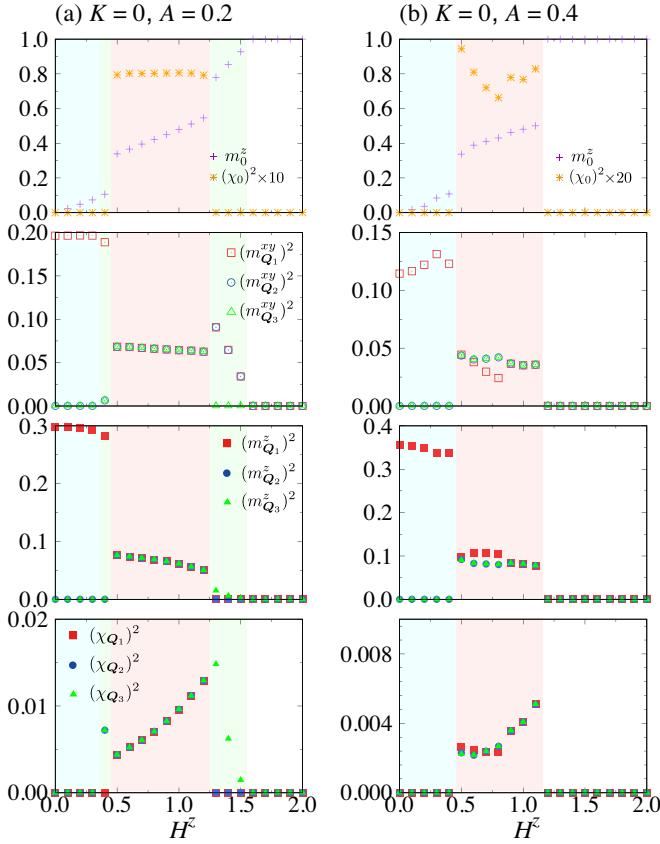 (a) K = 0, A = 0.2
1.0
0.8
0.6
0.4
0.2
0.0
m_0^z
(χ_0)^2×10
0.20
0.15
0.10
0.05
0.00
(m_{Q_1}^{xy})^2
(m_{Q_2}^{xy})^2
(m_{Q_3}^{xy})^2
0.3
0.2
0.1
0.0
(m_{Q_1}^z)^2
(m_{Q_2}^z)^2
(m_{Q_3}^z)^2
0.02
0.01
0.00
(χ_{Q_1})^2
(χ_{Q_2})^2
(χ_{Q_3})^2
0.0 0.5 1.0 1.5 2.0
H^z
(b) K = 0, A = 0.4
1.0
0.8
0.6
0.4
0.2
0.0
m_0^z
(χ_0)^2×20
0.15
0.10
0.05
0.00
0.4
0.3
0.2
0.1
0.0
0.008
0.004
0.000
0.0 0.5 1.0 1.5 2.0
H^z